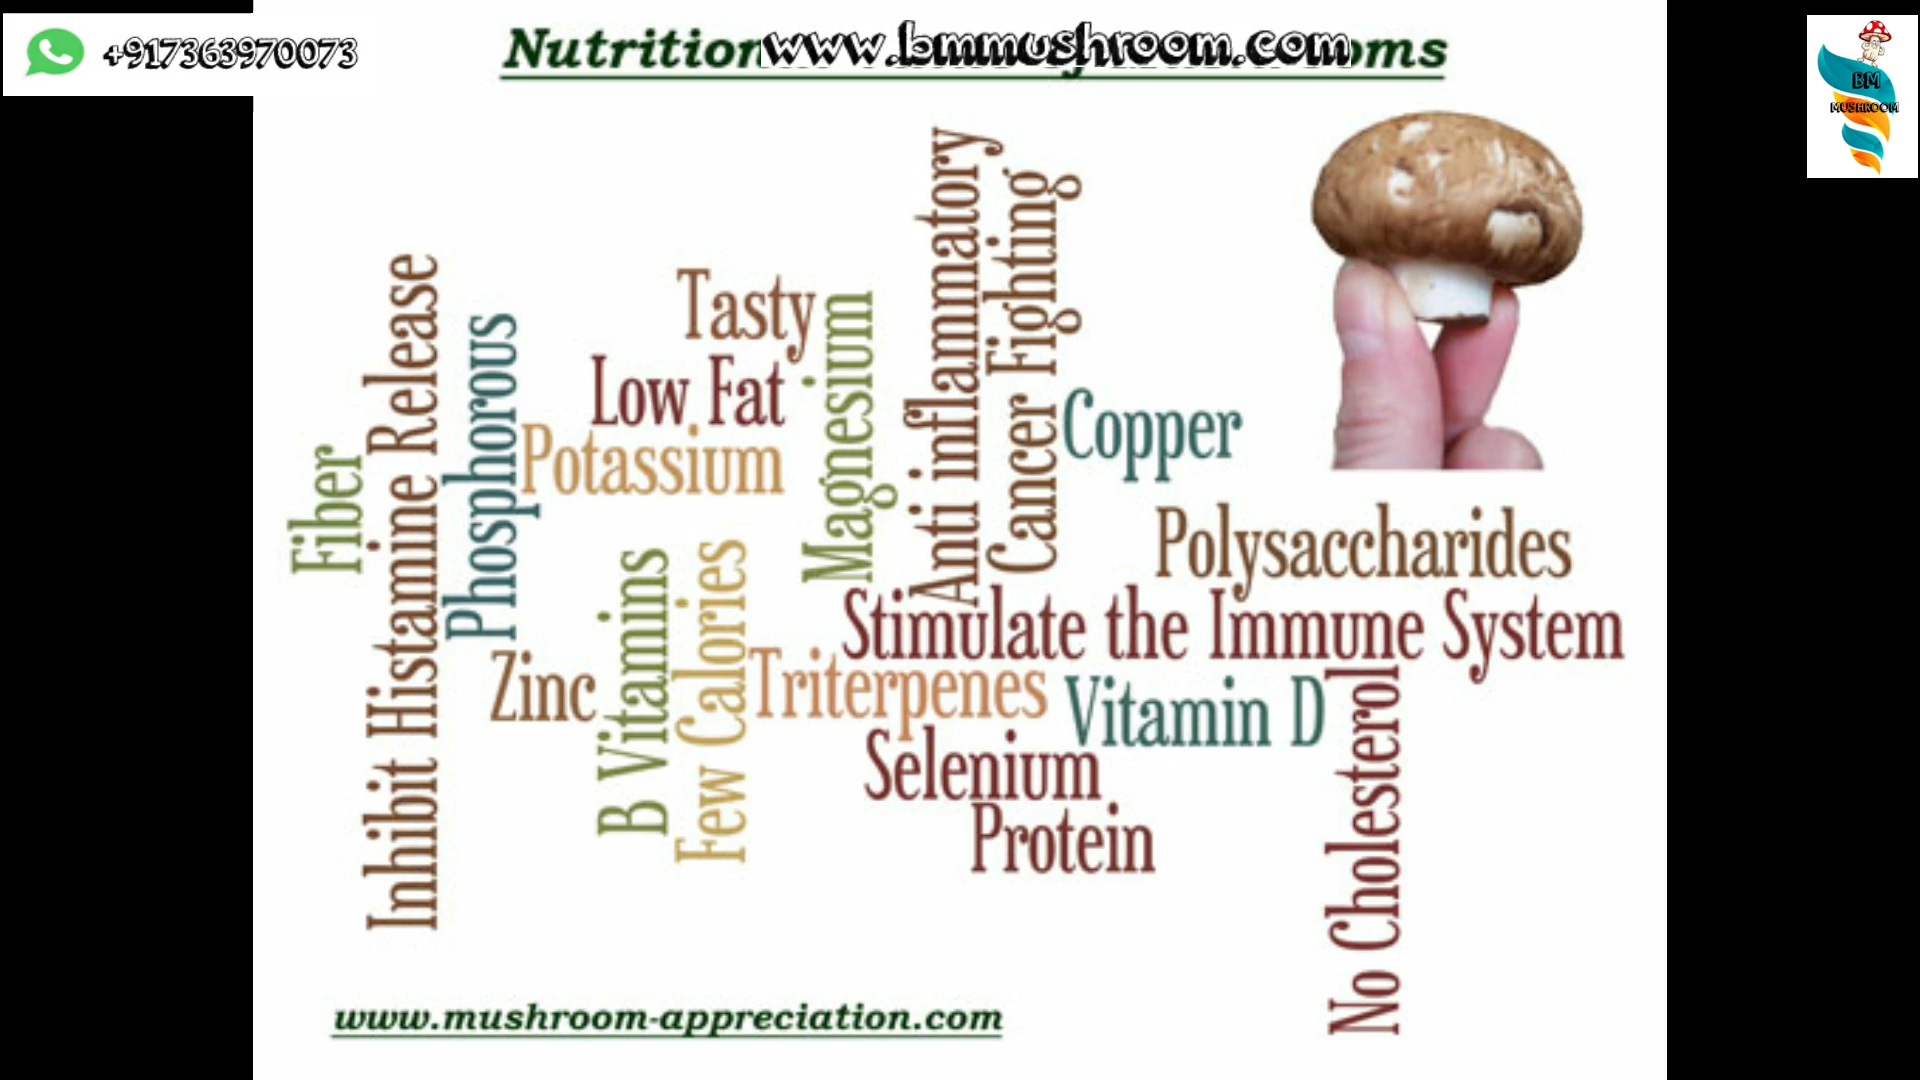 +917363970073
Nutrition
www.bmmushroom.com
BM
MUSHROOM
Anti inflammatory
Cancer Fighting
Inhibit Histamine Release
Tasty
Magnesium
Phosphorous
Low Fat
Copper
Potassium
Fiber
Polysaccharides
B Vitamins
Few Calories
Stimulate the Immune System
Zinc
Triterpenes
Vitamin D
No Cholesterol
Selenium
Protein
www.mushroom-appreciation.com